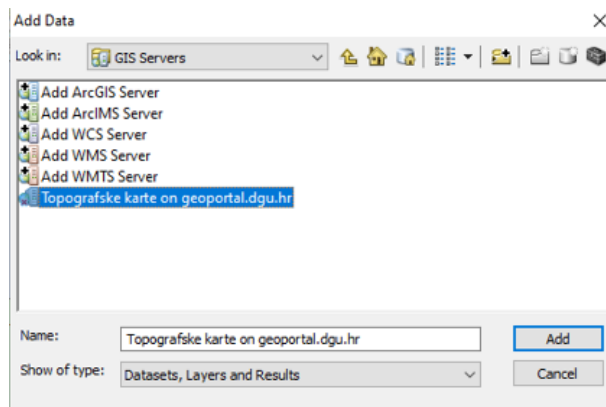 Add Data
Look in: GIS Servers
Add ArcGIS Server
Add ArcIMS Server
Add WCS Server
Add WMS Server
Add WMTS Server
Topografske karte on geoportal.dgu.hr
Name: Topografske karte on geoportal.dgu.hr Add
Show of type: Datasets, Layers and Results Cancel